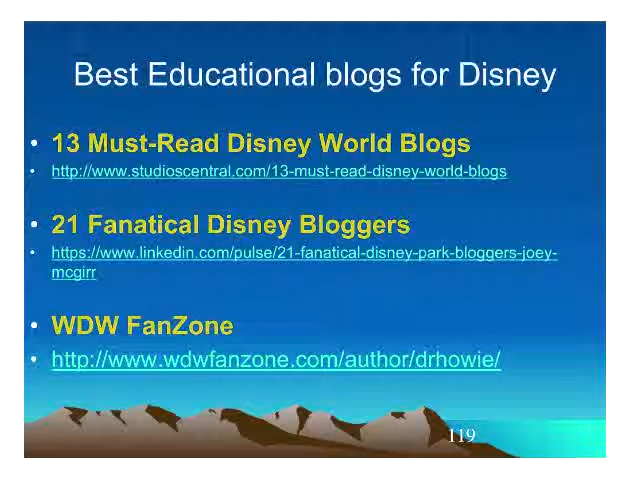 Best Educational blogs for Disney
• 13 Must-Read Disney World Blogs
• http://www.studioscentral.com/13-must-read-disney-world-blogs
• 21 Fanatical Disney Bloggers
• https://www.linkedin.com/pulse/21-fanatical-disney-park-bloggers-joey-
mcgirr
• WDW FanZone
• http://www.wdwfanzone.com/author/drhowie/
119